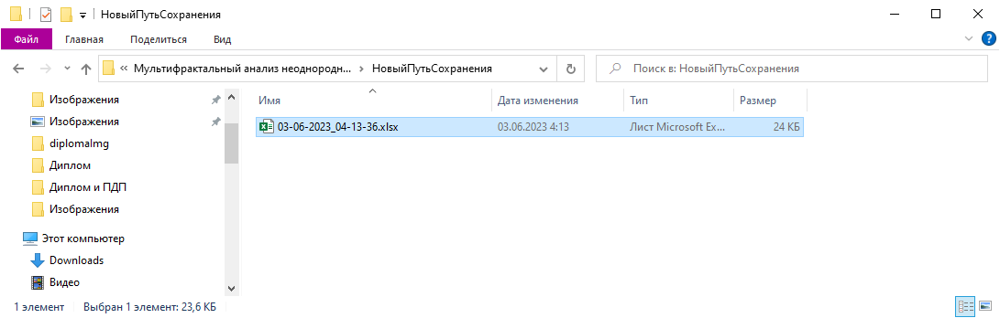 НовыйПутьСохранения
Файл Главная Поделиться Вид
« Мультифрактальный анализ неоднородн... НовыйПутьСохранения Поиск в: НовыйПутьСохранения
Имя Дата изменения Тип Размер
03-06-2023_04-13-36.xlsx 03.06.2023 4:13 Лист Microsoft Ex... 24 КБ
Изображения
Изображения
diplomaImg
Диплом
Диплом и ПДП
Изображения
Этот компьютер
Downloads
Видео
1 элемент Выбран 1 элемент: 23,6 КБ